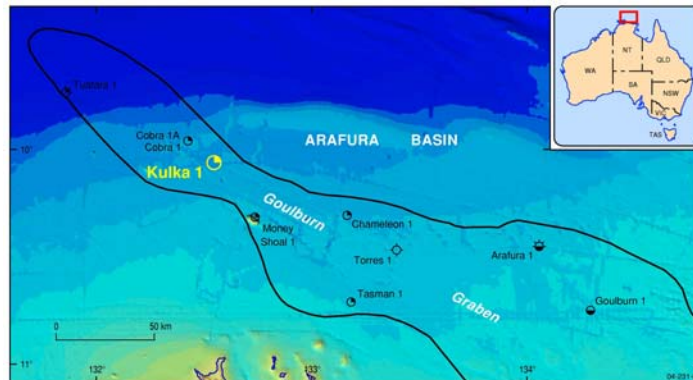 NT
WA
QLD
SA
NSW
VIC
TAS
Tuatara 1
Cobra 1A
Cobra 1
ARAFURA BASIN
10°
Kulka 1
Goulburn
Chameleon 1
Money
Shoal 1
Torres 1
Arafura 1
Tasman 1
Graben
Goulburn 1
0 50 km
11°
132°
133°
134°